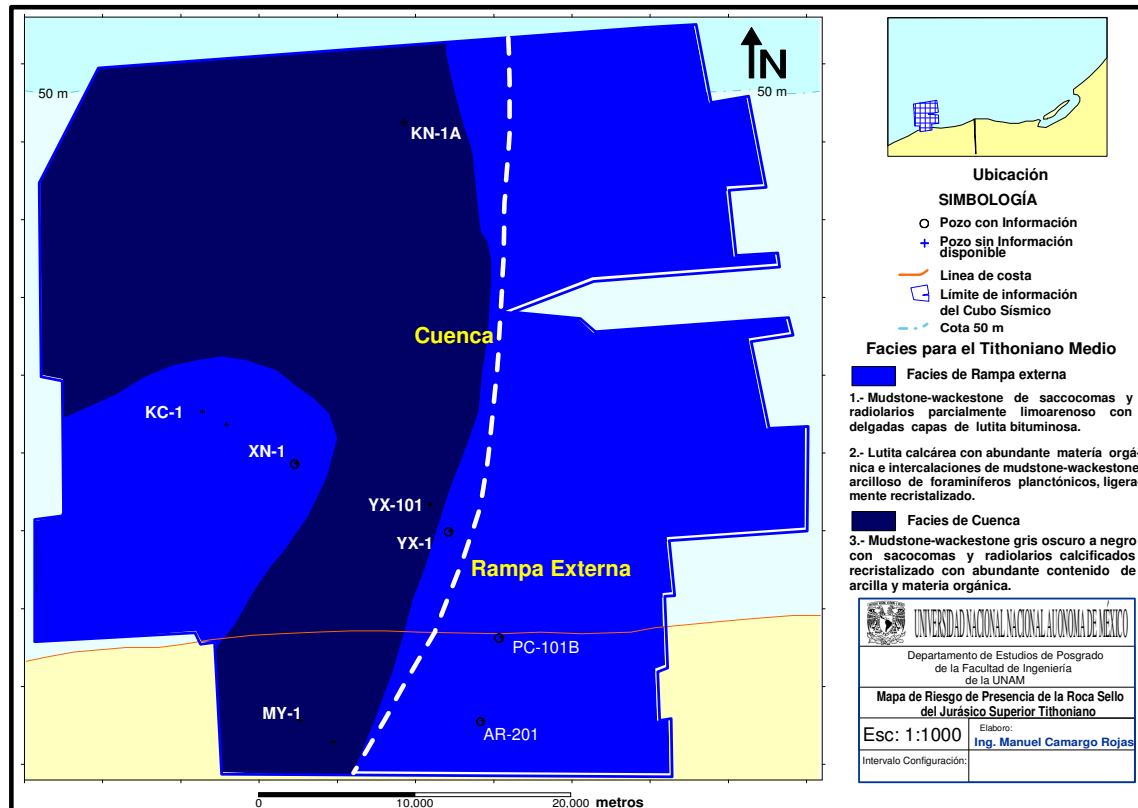 N
50 m
50 m
KN-1A
Cuenca
KC-1
XN-1
YX-101
YX-1
Rampa Externa
PC-101B
MY-1
AR-201
0
10.000
20.000
metros
Ubicación
SIMBOLOGÍA
Pozo con Información
Pozo sin Información
disponible
Linea de costa
Límite de información
del Cubo Sísmico
Cota 50 m
Facies para el Tithoniano Medio
Facies de Rampa externa
1.- Mudstone-wackestone de saccocomas y
radiolarios parcialmente limoarenoso con
delgadas capas de lutita bituminosa.
2.- Lutita calcárea con abundante matería orgá-
nica e intercalaciones de mudstone-wackestone
arcilloso de foraminíferos planctónicos, ligera-
mente recristalizado.
Facies de Cuenca
3.- Mudstone-wackestone gris oscuro a negro
con sacocomas y radiolarios calcificados
recristalizado con abundante contenido de
arcilla y materia orgánica.
UNIVERSIDAD NACIONAL NACIONAL AUONOMA DE MÉXICO
Departamento de Estudios de Posgrado
de la Facultad de Ingeniería
de la UNAM
Mapa de Riesgo de Presencia de la Roca Sello
del Jurásico Superior Tithoniano
Esc: 1:1000
Elaboro:
Ing. Manuel Camargo Rojas
Intervalo Configuración: